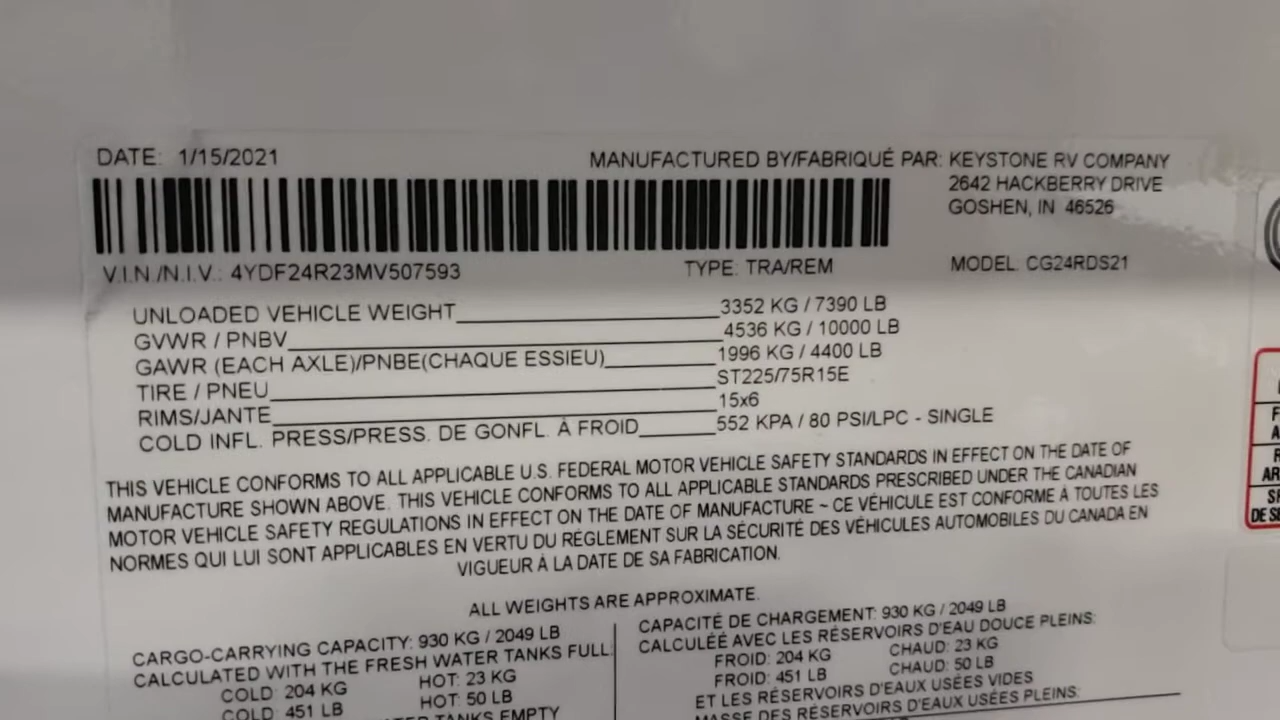 DATE: 1/15/2021
MANUFACTURED BY/FABRIQUÉ PAR: KEYSTONE RV COMPANY
2642 HACKBERRY DRIVE
GOSHEN, IN 46526
V.I.N./N.I.V.: 4YDF24R23MV507593 TYPE: TRA/REM MODEL: CG24RDS21
UNLOADED VEHICLE WEIGHT 3352 KG / 7390 LB
GVWR / PNBV 4536 KG / 10000 LB
GAWR (EACH AXLE)/PNBE(CHAQUE ESSIEU) 1996 KG / 4400 LB
TIRE / PNEU ST225/75R15E
RIMS/JANTE 15x6
COLD INFL. PRESS/PRESS. DE GONFL. À FROID 552 KPA / 80 PSI/LPC - SINGLE
THIS VEHICLE CONFORMS TO ALL APPLICABLE U.S. FEDERAL MOTOR VEHICLE SAFETY STANDARDS IN EFFECT ON THE DATE OF
MANUFACTURE SHOWN ABOVE. THIS VEHICLE CONFORMS TO ALL APPLICABLE STANDARDS PRESCRIBED UNDER THE CANADIAN
MOTOR VEHICLE SAFETY REGULATIONS IN EFFECT ON THE DATE OF MANUFACTURE ~ CE VÉHICULE EST CONFORME À TOUTES LES
NORMES QUI LUI SONT APPLICABLES EN VERTU DU RÈGLEMENT SUR LA SÉCURITÉ DES VÉHICULES AUTOMOBILES DU CANADA EN
VIGUEUR À LA DATE DE SA FABRICATION.
ALL WEIGHTS ARE APPROXIMATE.
CARGO-CARRYING CAPACITY: 930 KG / 2049 LB
CALCULATED WITH THE FRESH WATER TANKS FULL:
COLD: 204 KG HOT: 23 KG
COLD: 451 LB HOT: 50 LB
TANKS EMPTY
CAPACITÉ DE CHARGEMENT: 930 KG / 2049 LB
CALCULÉE AVEC LES RÉSERVOIRS D'EAU DOUCE PLEINS:
FROID: 204 KG CHAUD: 23 KG
FROID: 451 LB CHAUD: 50 LB
ET LES RÉSERVOIRS D'EAUX USÉES VIDES
MASSE DES RÉSERVOIRS D'EAUX USÉES PLEINS: